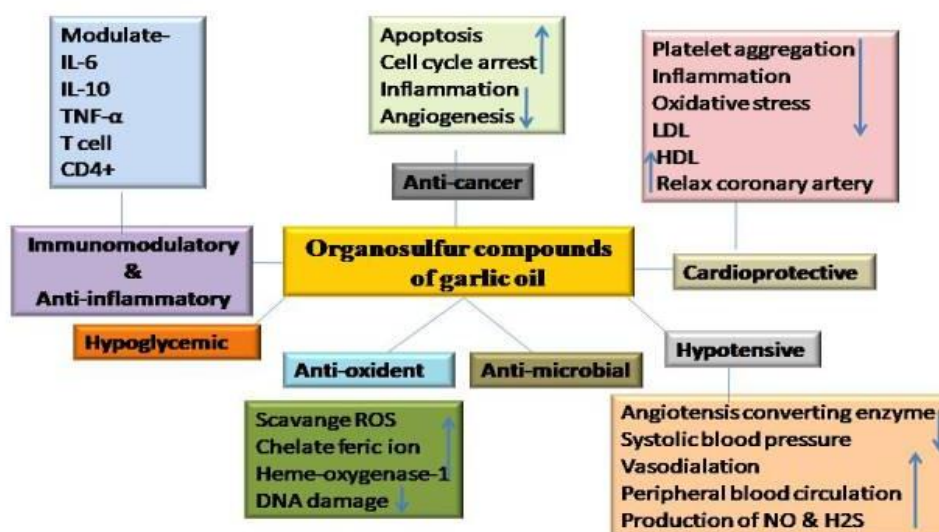 Modulate-
IL-6
IL-10
TNF-α
T cell
CD4+
Apoptosis
Cell cycle arrest
Inflammation
Angiogenesis
Platelet aggregation
Inflammation
Oxidative stress
LDL
HDL
Relax coronary artery
Anti-cancer
Immunomodulatory
&
Anti-inflammatory
Organosulfur compounds
of garlic oil
Cardioprotective
Hypoglycemic
Anti-oxident
Anti-microbial
Hypotensive
Scavange ROS
Chelate feric ion
Heme-oxygenase-1
DNA damage
Angiotensis converting enzyme
Systolic blood pressure
Vasodialation
Peripheral blood circulation
Production of NO & H2S